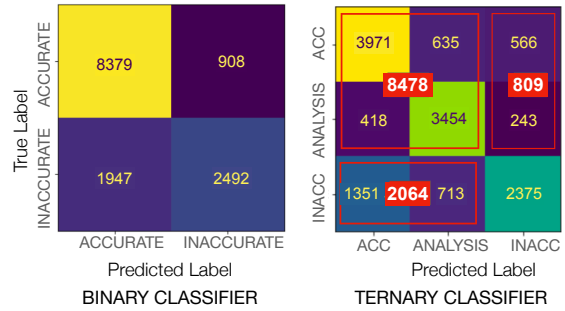 True Label
ACCURATE
INACCURATE
8379 908
1947 2492
ACCURATE INACCURATE
Predicted Label
BINARY CLASSIFIER
ACC
ANALYSIS
INACC
3971 635 566
8478 809
418 3454 243
1351 2064 713 2375
ACC ANALYSIS INACC
Predicted Label
TERNARY CLASSIFIER